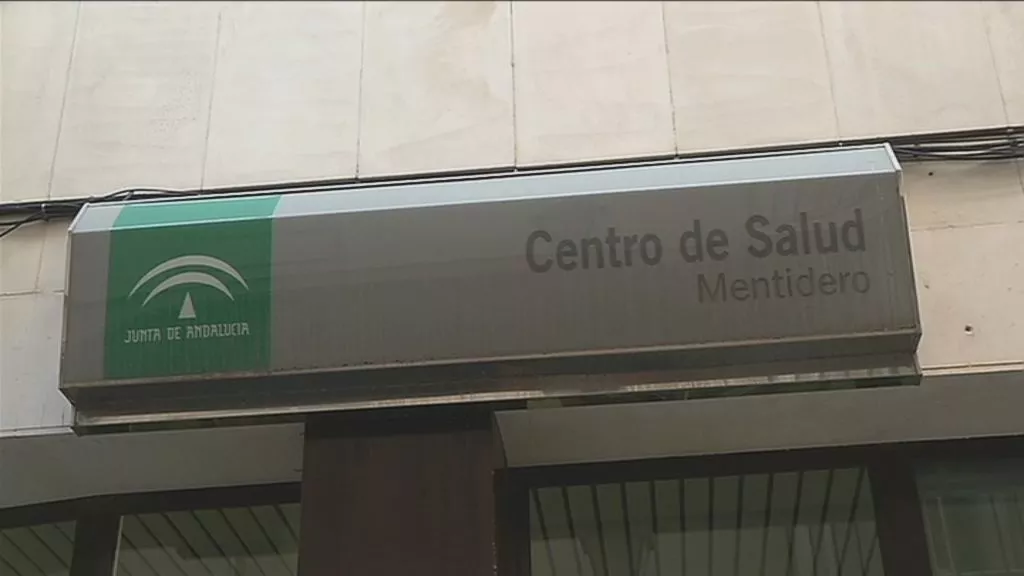 JUNTA DE ANDALUCIA
Centro de Salud
Mentidero